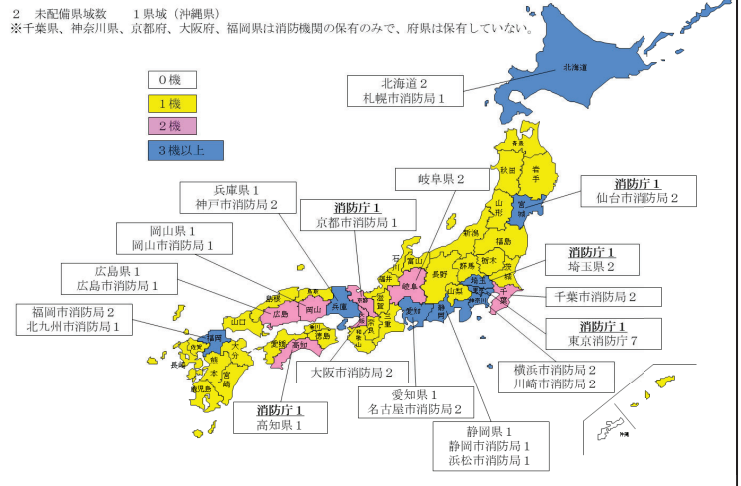 ２　未配備県域数　　１県域（沖縄県）
※千葉県、神奈川県、京都府、大阪府、福岡県は消防機関の保有のみで、府県は保有していない。
０機
１機
２機
３機以上
北海道２
札幌市消防局１
北海道
岐阜県２
兵庫県１
神戸市消防局２
消防庁１
京都市消防局１
消防庁１
仙台市消防局２
岡山県１
岡山市消防局１
広島県１
広島市消防局１
福岡市消防局２
北九州市消防局１
消防庁１
埼玉県２
千葉市消防局２
消防庁１
東京消防庁７
横浜市消防局２
川崎市消防局２
大阪市消防局２
愛知県１
名古屋市消防局２
消防庁１
高知県１
静岡県１
静岡市消防局１
浜松市消防局１
青森
秋田
岩手
山形
宮城
新潟
福島
石川
富山
福井
長野
群馬
栃木
茨城
埼玉
東京
神奈川
千葉
山梨
岐阜
静岡
愛知
滋賀
京都
三重
奈良
和歌山
兵庫
鳥取
島根
岡山
広島
山口
香川
徳島
愛媛
高知
福岡
佐賀
長崎
大分
熊本
宮崎
鹿児島
沖縄